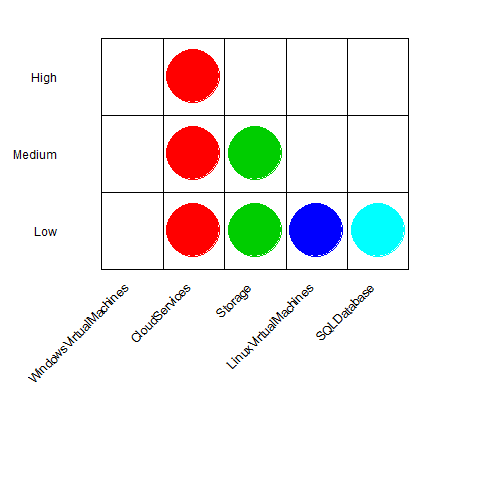 High
Medium
Low
WindowsVirtualMachines
CloudServices
Storage
LinuxVirtualMachines
SQLDatabase